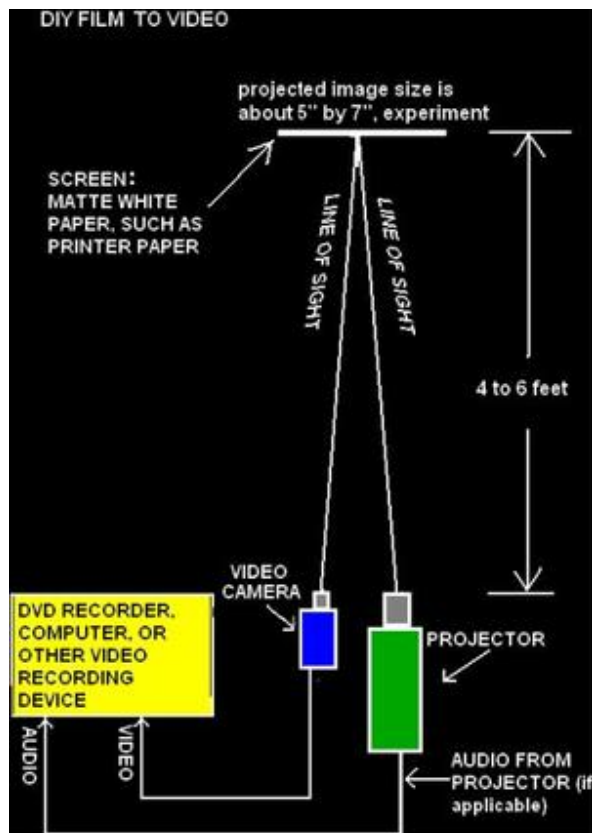 DIY FILM TO VIDEO
projected image size is
about 5" by 7", experiment
SCREEN:
MATTE WHITE
PAPER, SUCH AS
PRINTER PAPER
LINE OF SIGHT
LINE OF SIGHT
4 to 6 feet
VIDEO
CAMERA
DVD RECORDER,
COMPUTER, OR
OTHER VIDEO
RECORDING
DEVICE
PROJECTOR
AUDIO
VIDEO
AUDIO FROM
PROJECTOR (if
applicable)